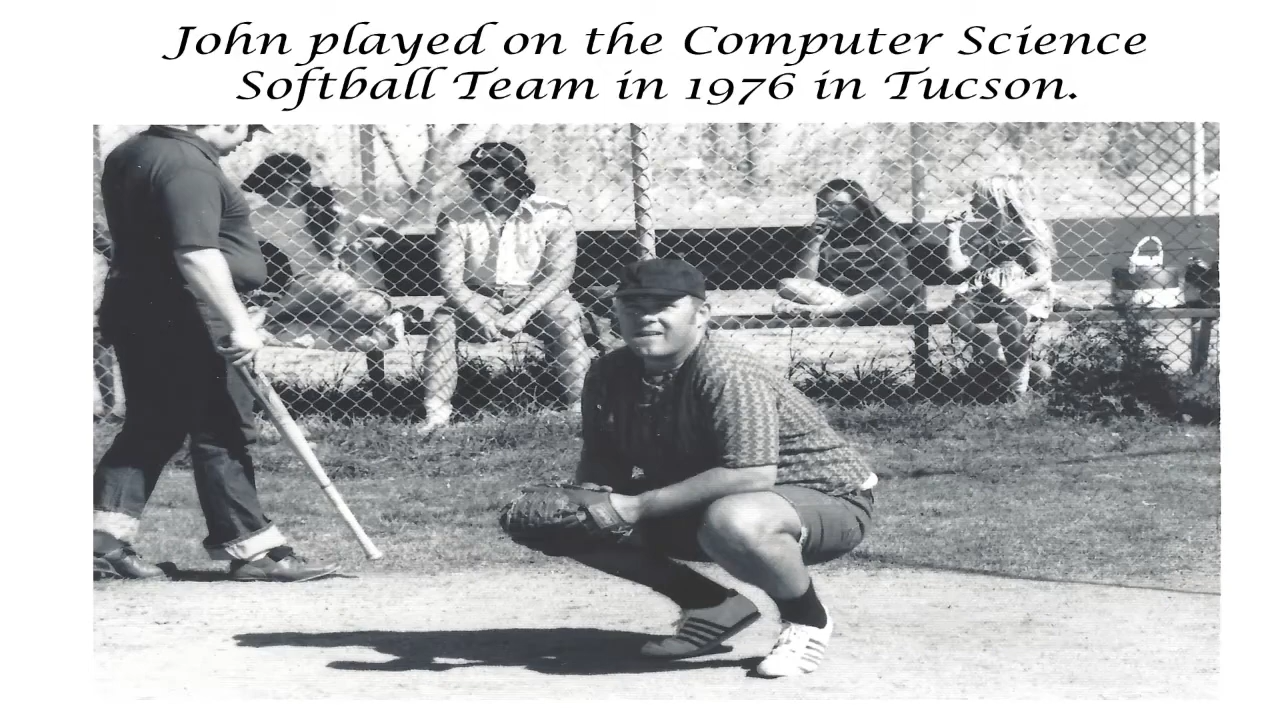 John played on the Computer Science
Softball Team in 1976 in Tucson.